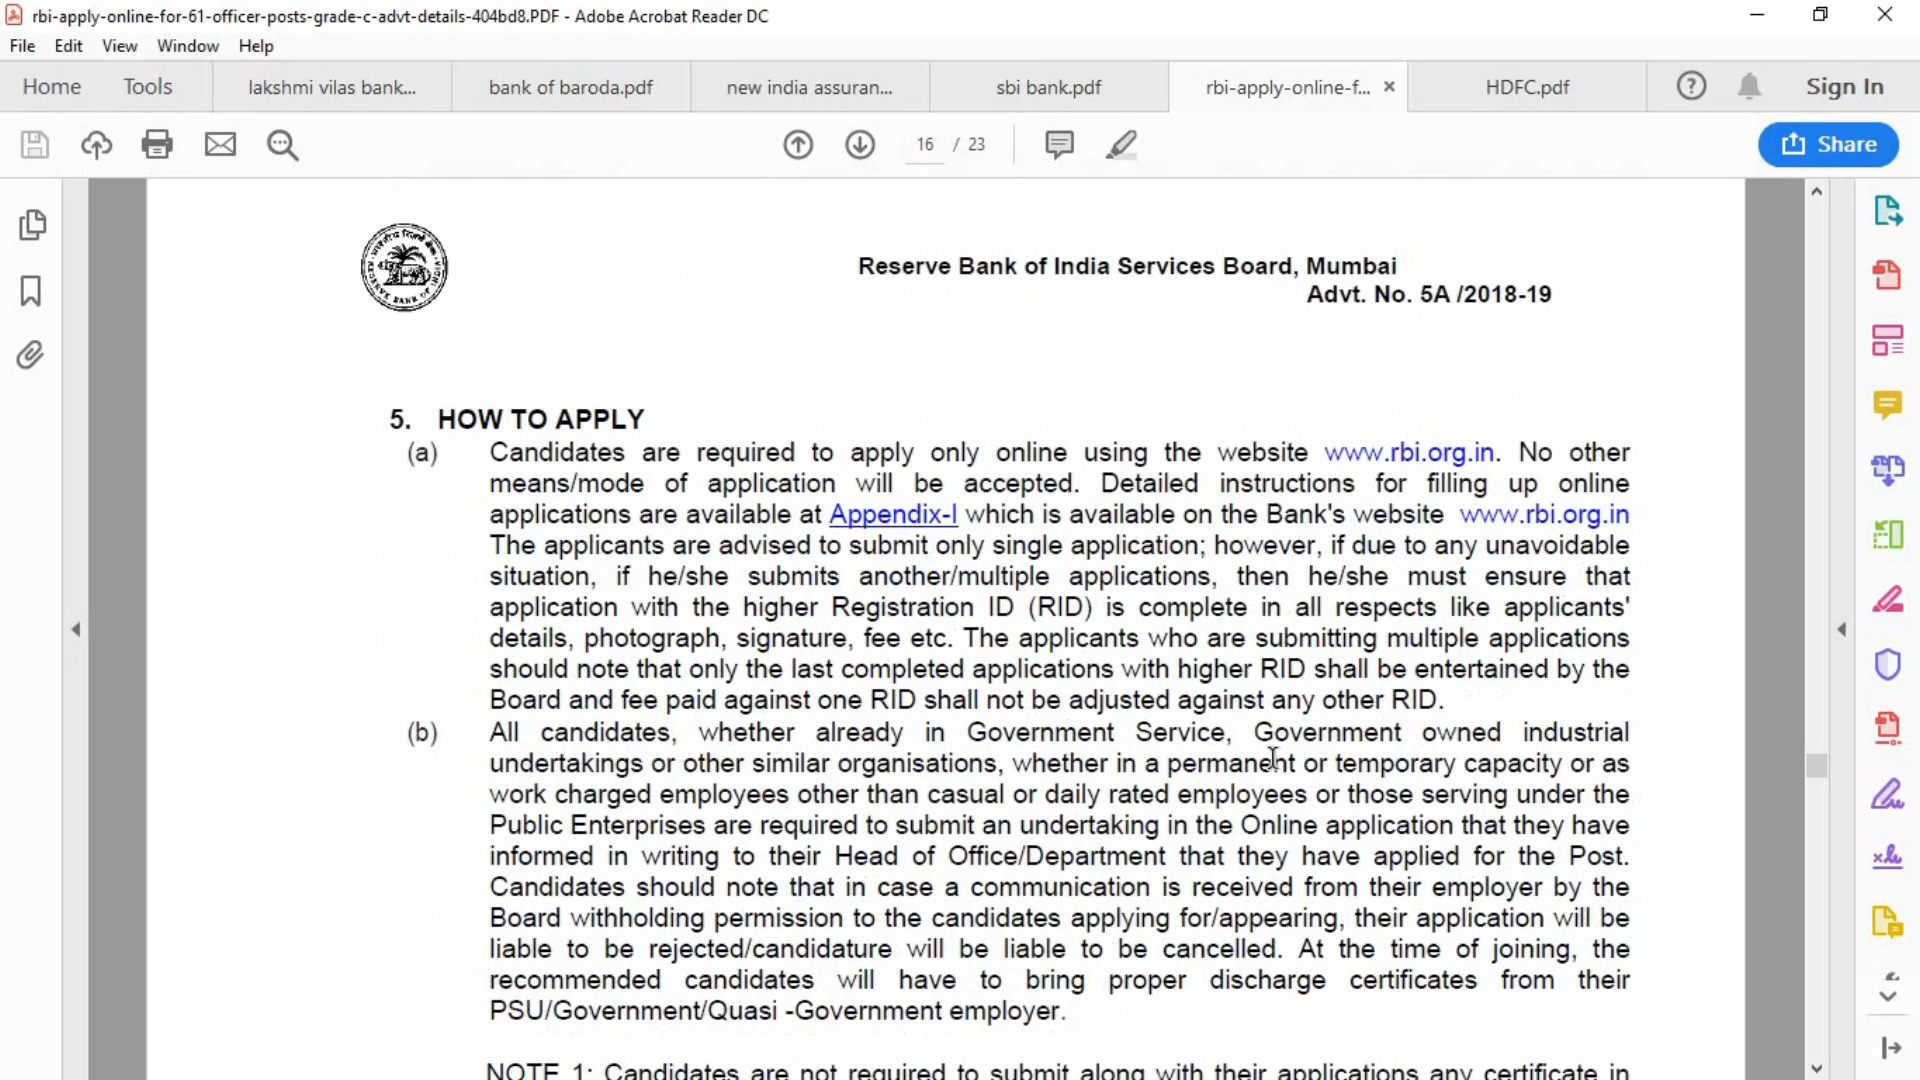 rbi-apply-online-for-61-officer-posts-grade-c-advt-details-404bd8.PDF - Adobe Acrobat Reader DC
File Edit View Window Help
Home Tools lakshmi vilas bank... bank of baroda.pdf new india assuran... sbi bank.pdf rbi-apply-online-f... × HDFC.pdf Sign In
16 / 23 Share
Reserve Bank of India Services Board, Mumbai
Advt. No. 5A /2018-19
5. HOW TO APPLY
(a) Candidates are required to apply only online using the website www.rbi.org.in. No other
means/mode of application will be accepted. Detailed instructions for filling up online
applications are available at Appendix-I which is available on the Bank's website www.rbi.org.in
The applicants are advised to submit only single application; however, if due to any unavoidable
situation, if he/she submits another/multiple applications, then he/she must ensure that
application with the higher Registration ID (RID) is complete in all respects like applicants'
details, photograph, signature, fee etc. The applicants who are submitting multiple applications
should note that only the last completed applications with higher RID shall be entertained by the
Board and fee paid against one RID shall not be adjusted against any other RID.
(b) All candidates, whether already in Government Service, Government owned industrial
undertakings or other similar organisations, whether in a permanent or temporary capacity or as
work charged employees other than casual or daily rated employees or those serving under the
Public Enterprises are required to submit an undertaking in the Online application that they have
informed in writing to their Head of Office/Department that they have applied for the Post.
Candidates should note that in case a communication is received from their employer by the
Board withholding permission to the candidates applying for/appearing, their application will be
liable to be rejected/candidature will be liable to be cancelled. At the time of joining, the
recommended candidates will have to bring proper discharge certificates from their
PSU/Government/Quasi -Government employer.
NOTE 1: Candidates are not required to submit along with their applications any certificate in